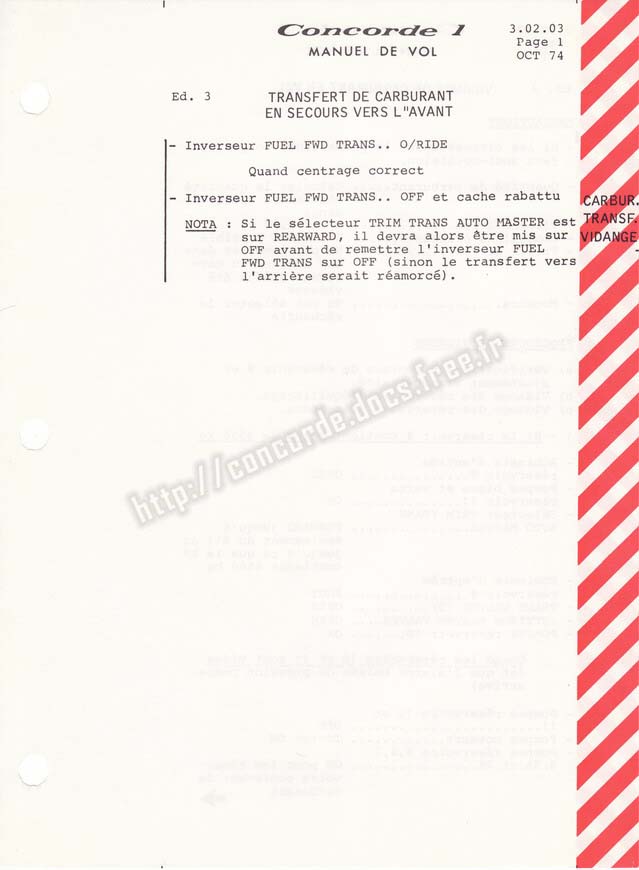 Concorde 1
MANUEL DE VOL
3.02.03
Page 1
OCT 74
Ed. 3
TRANSFERT DE CARBURANT
EN SECOURS VERS L"AVANT
- Inverseur FUEL FWD TRANS.. O/RIDE
Quand centrage correct
- Inverseur FUEL FWD TRANS.. OFF et cache rabattu
NOTA : Si le sélecteur TRIM TRANS AUTO MASTER est
sur REARWARD, il devra alors être mis sur
OFF avant de remettre l'inverseur FUEL
FWD TRANS sur OFF (sinon le transfert vers
l'arrière serait réamorcé).
CARBUR.
TRANSF.
VIDANGE
http://concorde.docs.free.fr